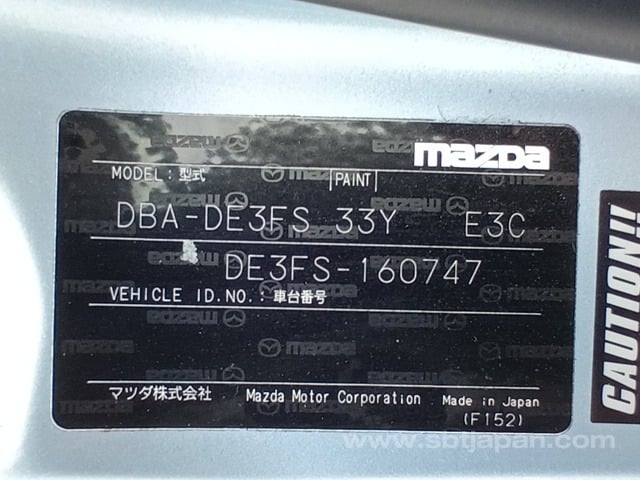 mazda
MODEL: 型式 PAINT
DBA-DE3FS 33Y E3C
DE3FS-160747
VEHICLE ID.NO.: 車台番号
マツダ株式会社 Mazda Motor Corporation Made in Japan
(F152)
CAUTION!!
www.sbtjapan.com